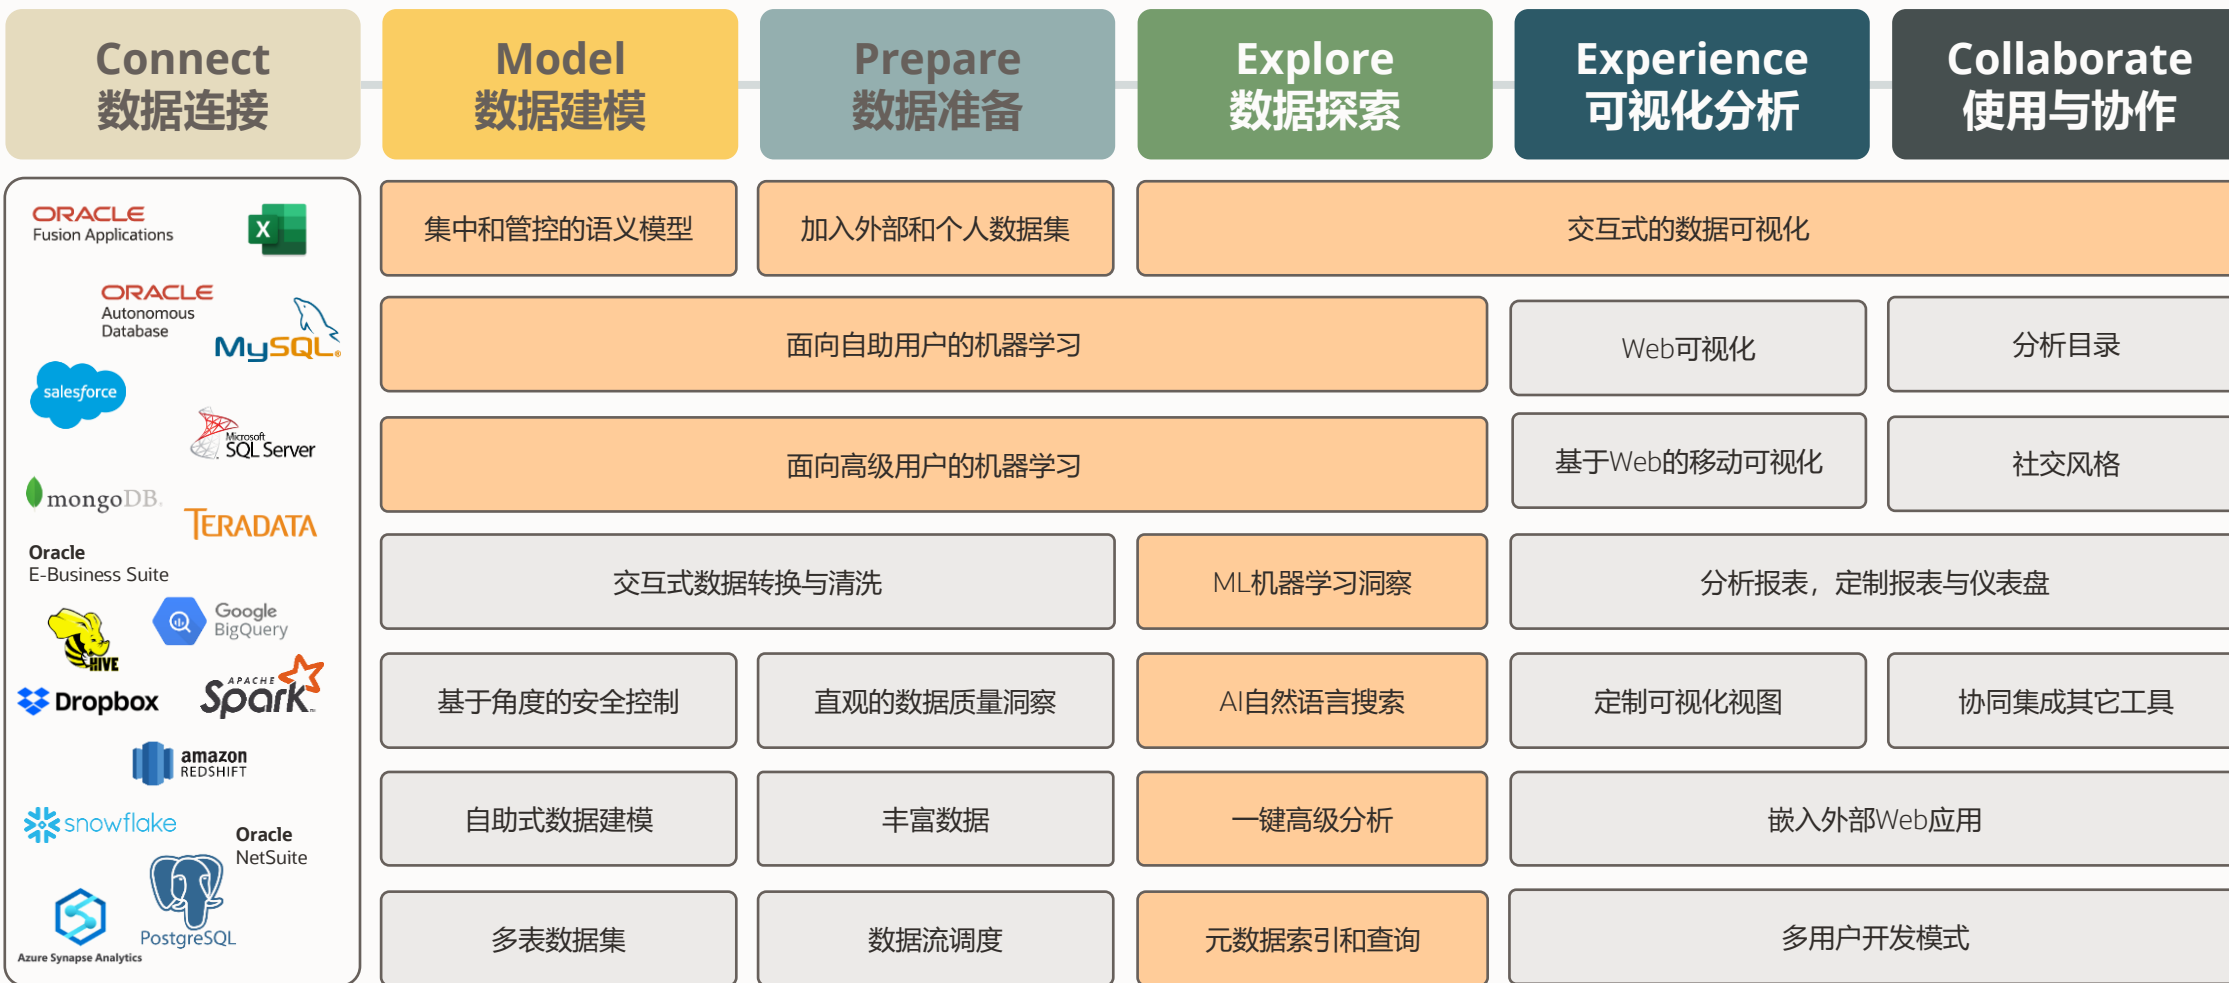 Connect
数据连接
Model
数据建模
Prepare
数据准备
Explore
数据探索
Experience
可视化分析
Collaborate
使用与协作
ORACLE
Fusion Applications
X
ORACLE
Autonomous
Database
MySQL®
salesforce
Microsoft
SQL Server
mongoDB
TERADATA
Oracle
E-Business Suite
Google
BigQuery
HIVE
Dropbox
APACHE
Spark
amazon
REDSHIFT
snowflake
Oracle
NetSuite
PostgreSQL
Azure Synapse Analytics
集中和管控的语义模型
加入外部和个人数据集
交互式的数据可视化
面向自助用户的机器学习
Web可视化
分析目录
面向高级用户的机器学习
基于Web的移动可视化
社交风格
交互式数据转换与清洗
ML机器学习洞察
分析报表，定制报表与仪表盘
基于角度的安全控制
直观的数据质量洞察
AI自然语言搜索
定制可视化视图
协同集成其它工具
自助式数据建模
丰富数据
一键高级分析
嵌入外部Web应用
多表数据集
数据流调度
元数据索引和查询
多用户开发模式